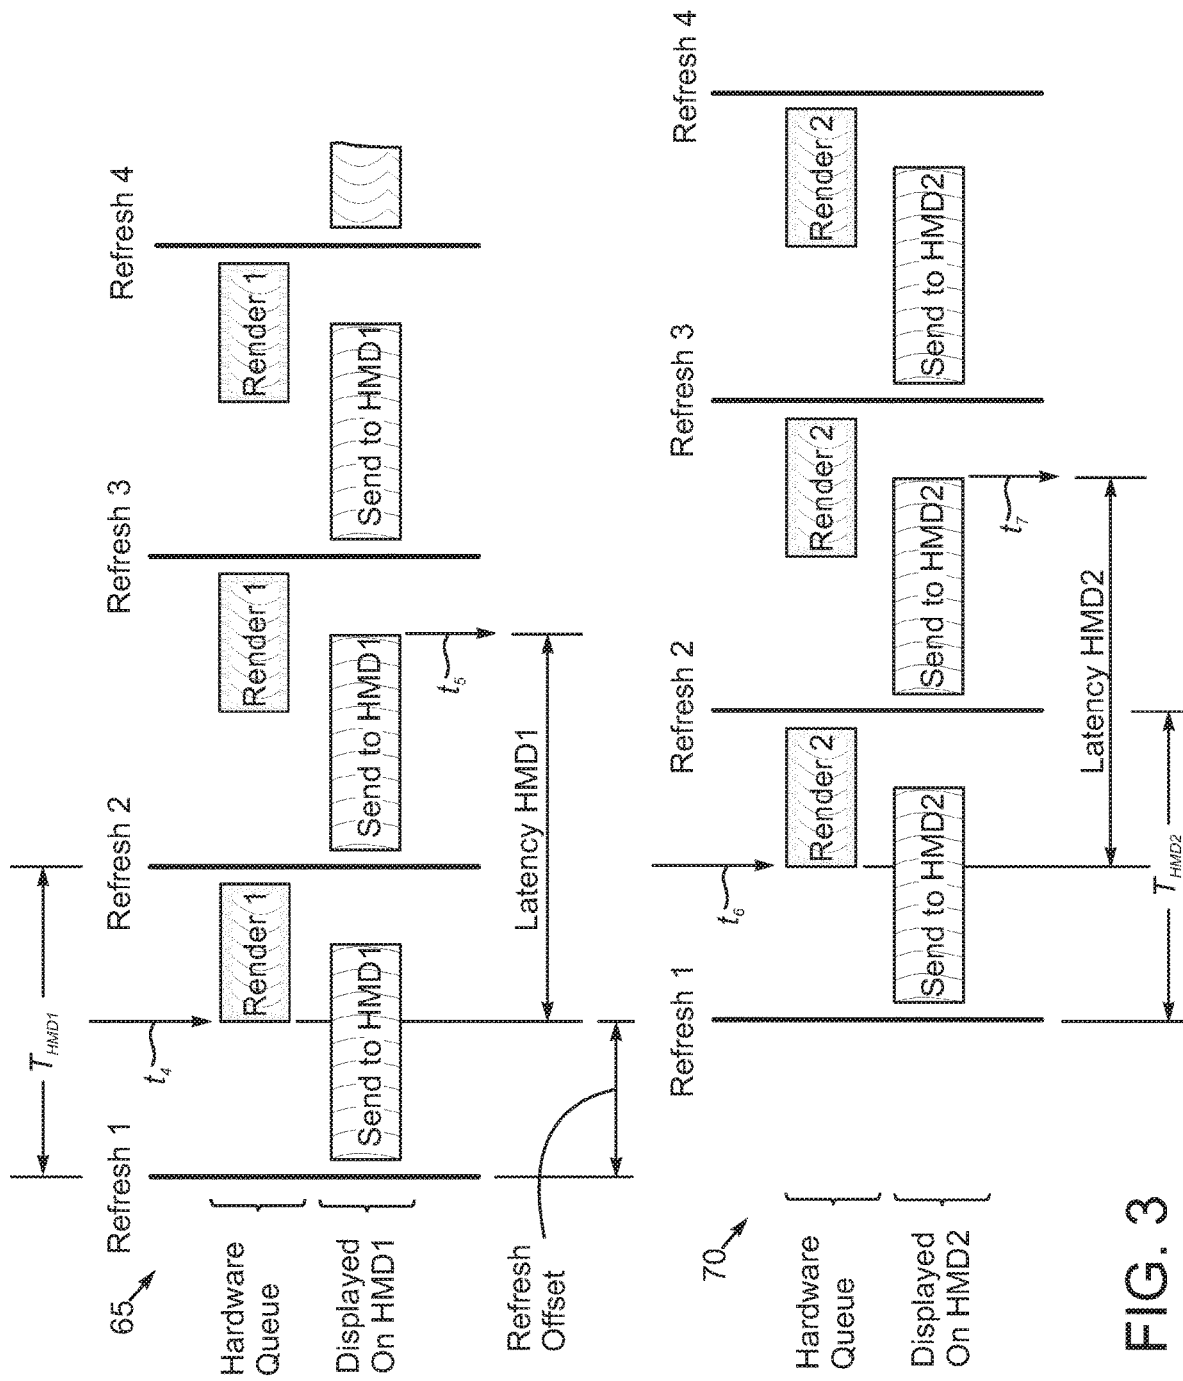 65
T HMD1
Refresh 1
Refresh 2
Refresh 3
Refresh 4
t4
Hardware
Queue
Render 1
Render 1
Render 1
Displayed
On HMD1
Send to HMD1
Send to HMD1
Send to HMD1
t5
Refresh
Offset
Latency HMD1
70
Refresh 1
Refresh 2
Refresh 3
Refresh 4
t6
Hardware
Queue
Render 2
Render 2
Render 2
Displayed
On HMD2
Send to HMD2
Send to HMD2
Send to HMD2
t7
Latency HMD2
T HMD2
FIG. 3